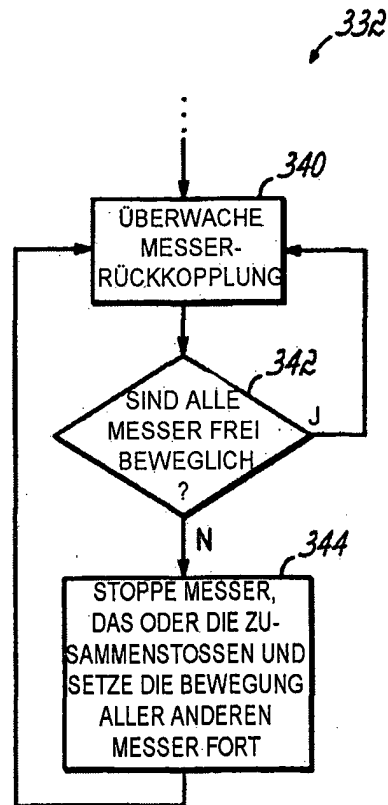 332
340
ÜBERWACHE
MESSER-
RÜCKKOPPLUNG
342
SIND ALLE
MESSER FREI
BEWEGLICH
?
J
N
344
STOPPE MESSER,
DAS ODER DIE ZU-
SAMMENSTOSSEN UND
SETZE DIE BEWEGUNG
ALLER ANDEREN
MESSER FORT